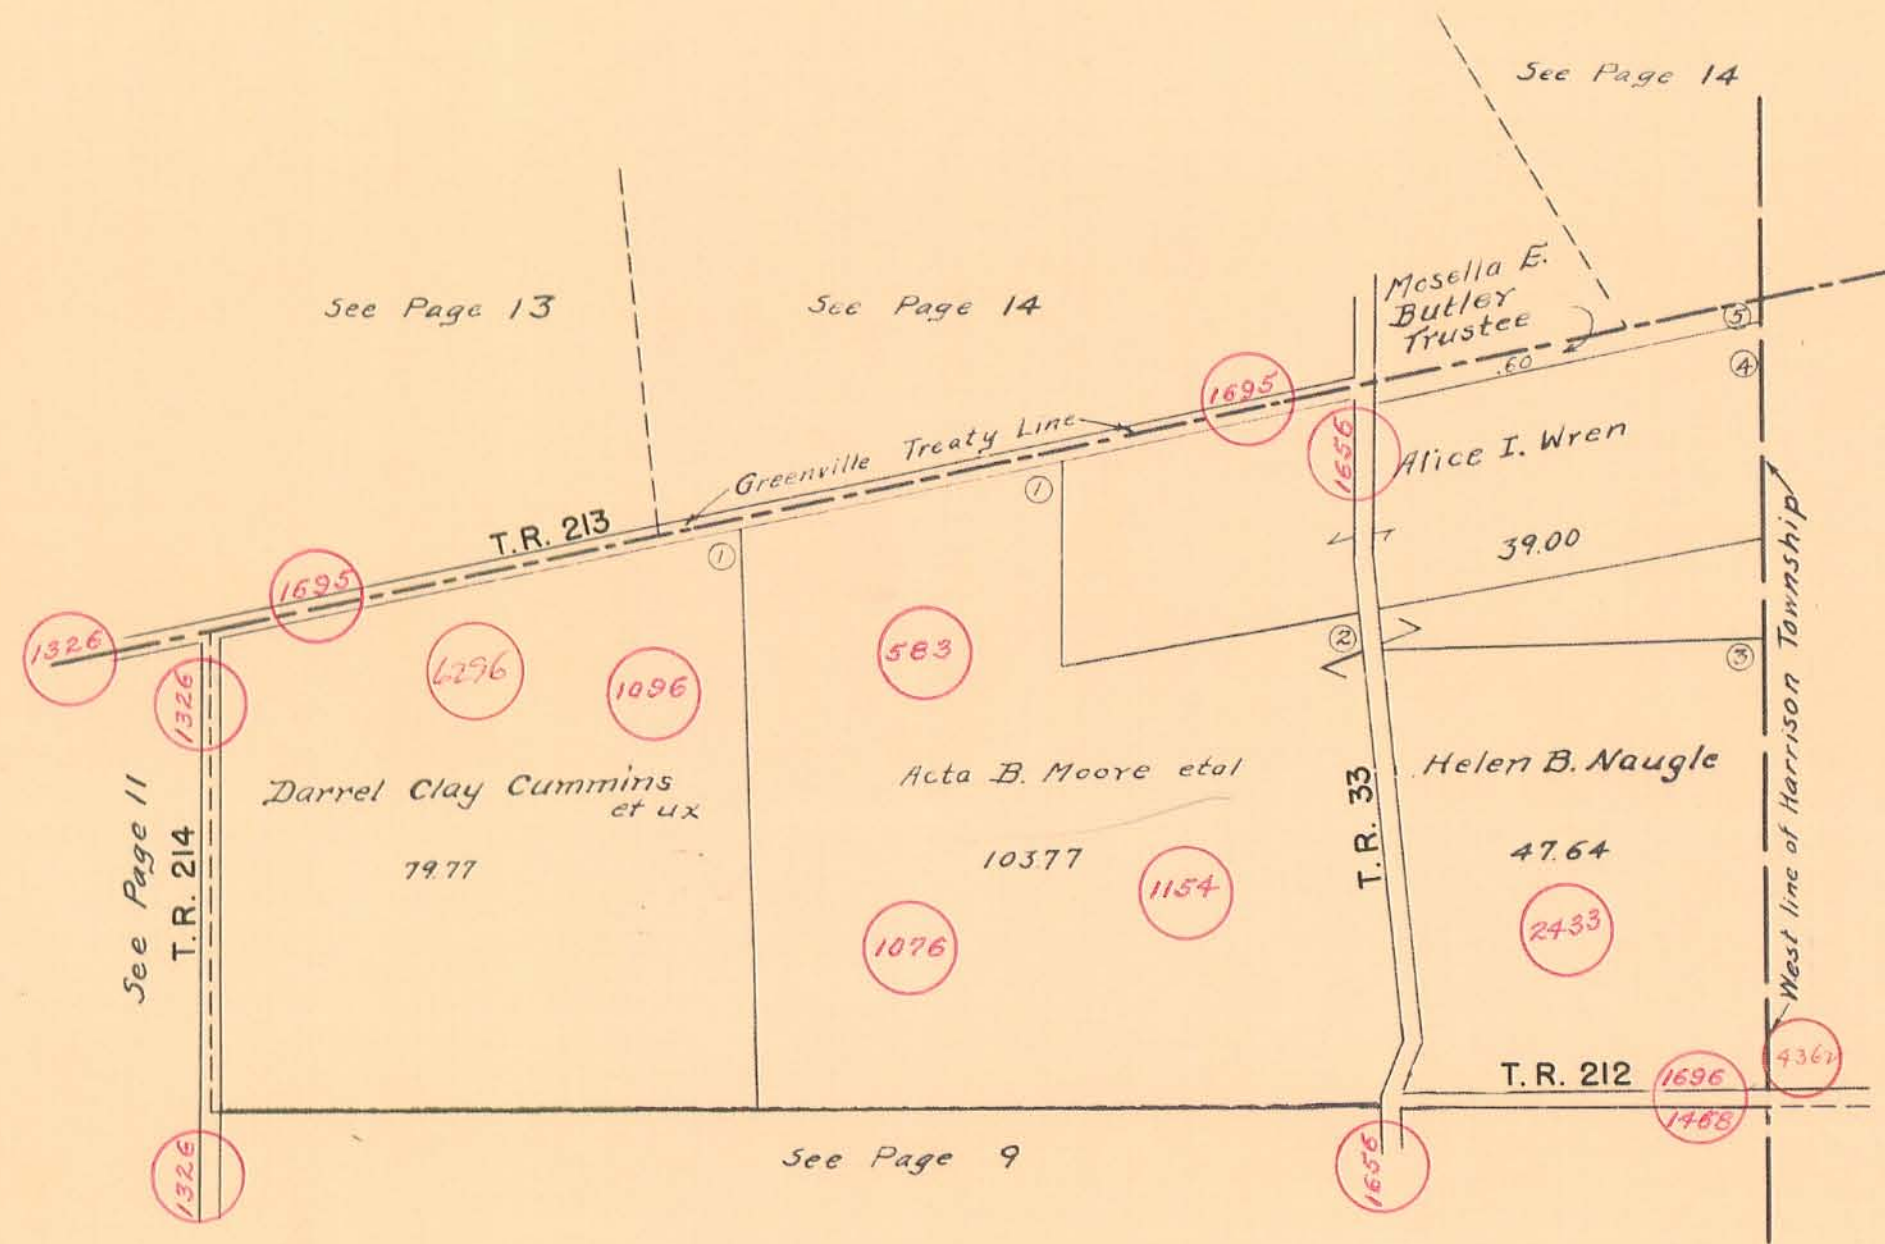 See Page 14
Mosella E.
Butler
Trustee
See Page 13
See Page 14
5
.60
4
1695
Greenville Treaty Line
1656
Alice I. Wren
1
T.R. 213
1
39.00
1695
1326
6296
1096
583
2
3
1326
West line of Harrison Township
Darrel Clay Cummins
et ux
Acta B. Moore etal
Helen B. Naugle
See Page 11
T.R. 214
T.R. 33
79.77
103.77
47.64
1154
1076
2433
4362
T.R. 212
1696
1468
1326
See Page 9
1656